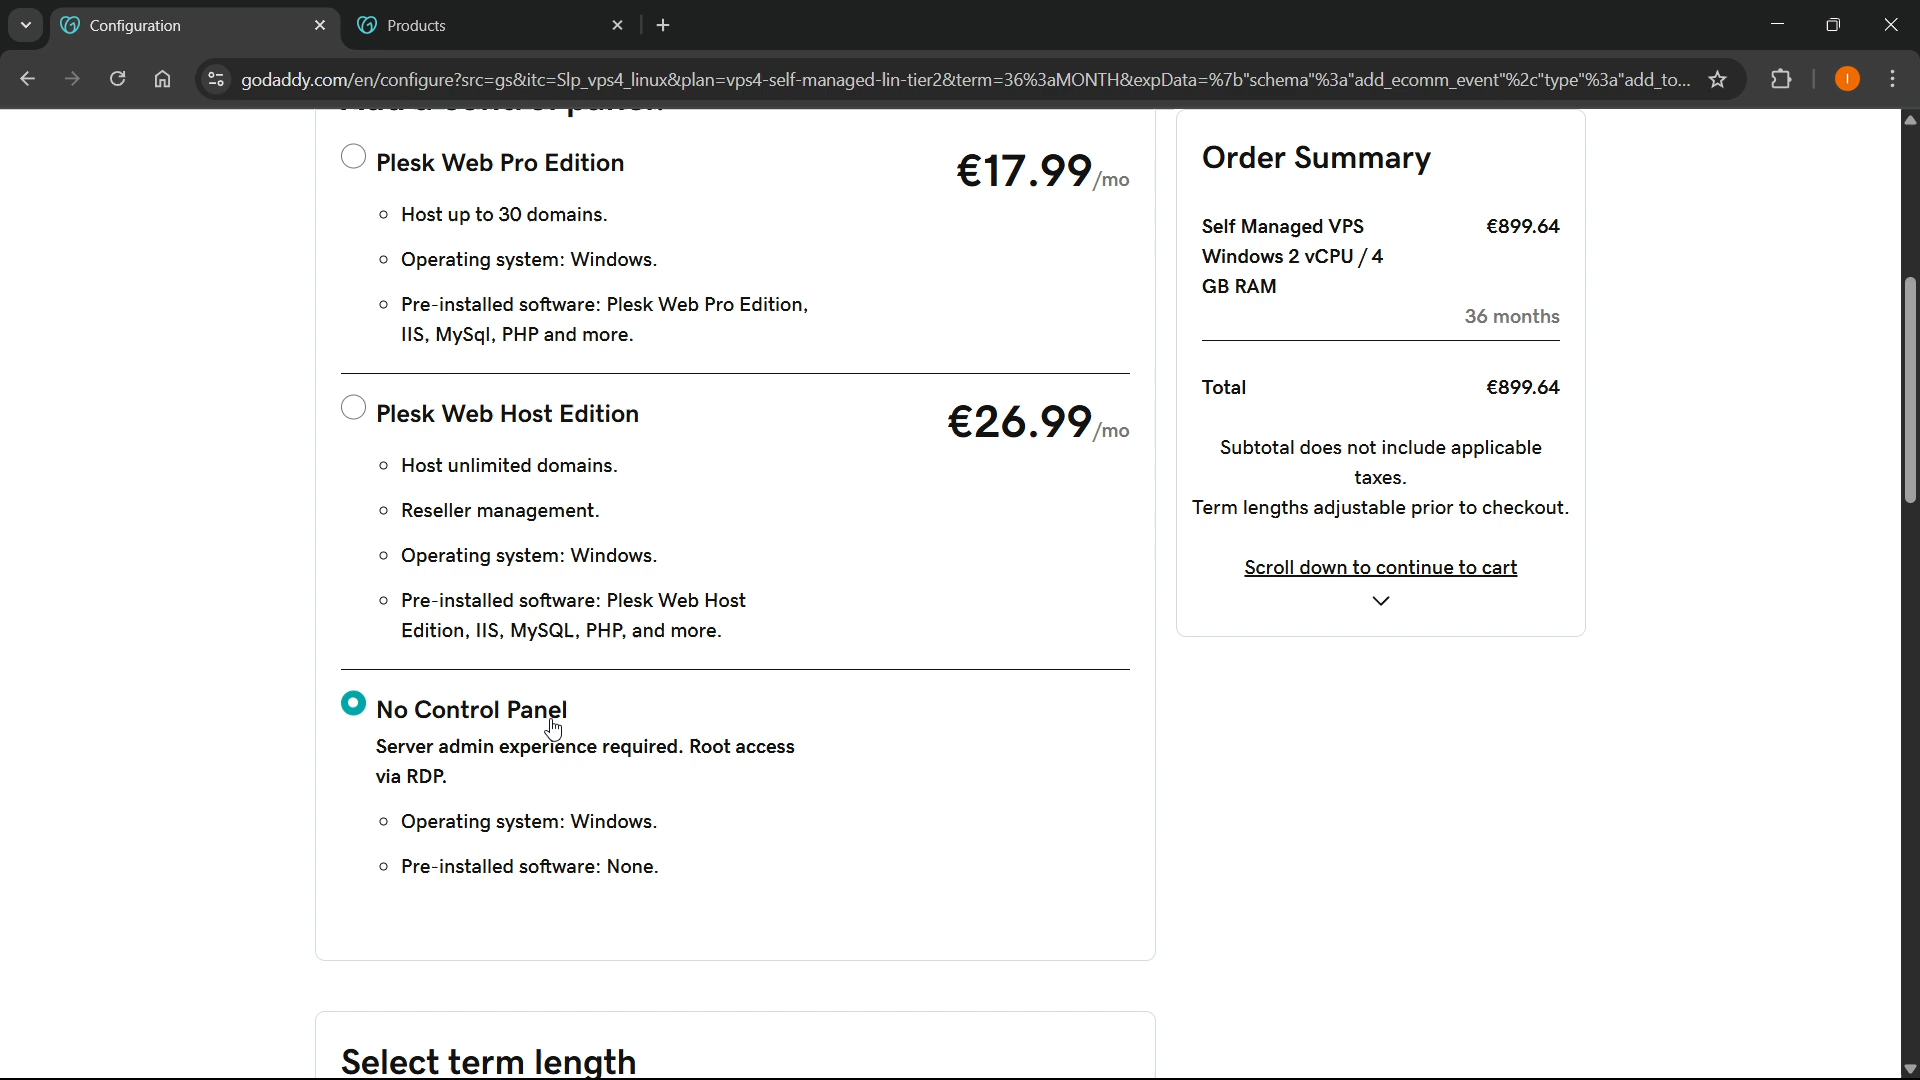 Configuration
Products
godaddy.com/en/configure?src=gs&itc=Slp_vps4_linux&plan=vps4-self-managed-lin-tier2&term=36%3aMONTH&expData=%7b"schema"%3a"add_ecomm_event"%2c"type"%3a"add_to...
I
Add a control panel.
Plesk Web Pro Edition
€17.99/mo
Host up to 30 domains.
Operating system: Windows.
Pre-installed software: Plesk Web Pro Edition,
IIS, MySql, PHP and more.
Plesk Web Host Edition
€26.99/mo
Host unlimited domains.
Reseller management.
Operating system: Windows.
Pre-installed software: Plesk Web Host
Edition, IIS, MySQL, PHP, and more.
No Control Panel
Server admin experience required. Root access
via RDP.
Operating system: Windows.
Pre-installed software: None.
Select term length
Order Summary
Self Managed VPS €899.64
Windows 2 vCPU / 4
GB RAM
36 months
Total €899.64
Subtotal does not include applicable
taxes.
Term lengths adjustable prior to checkout.
Scroll down to continue to cart